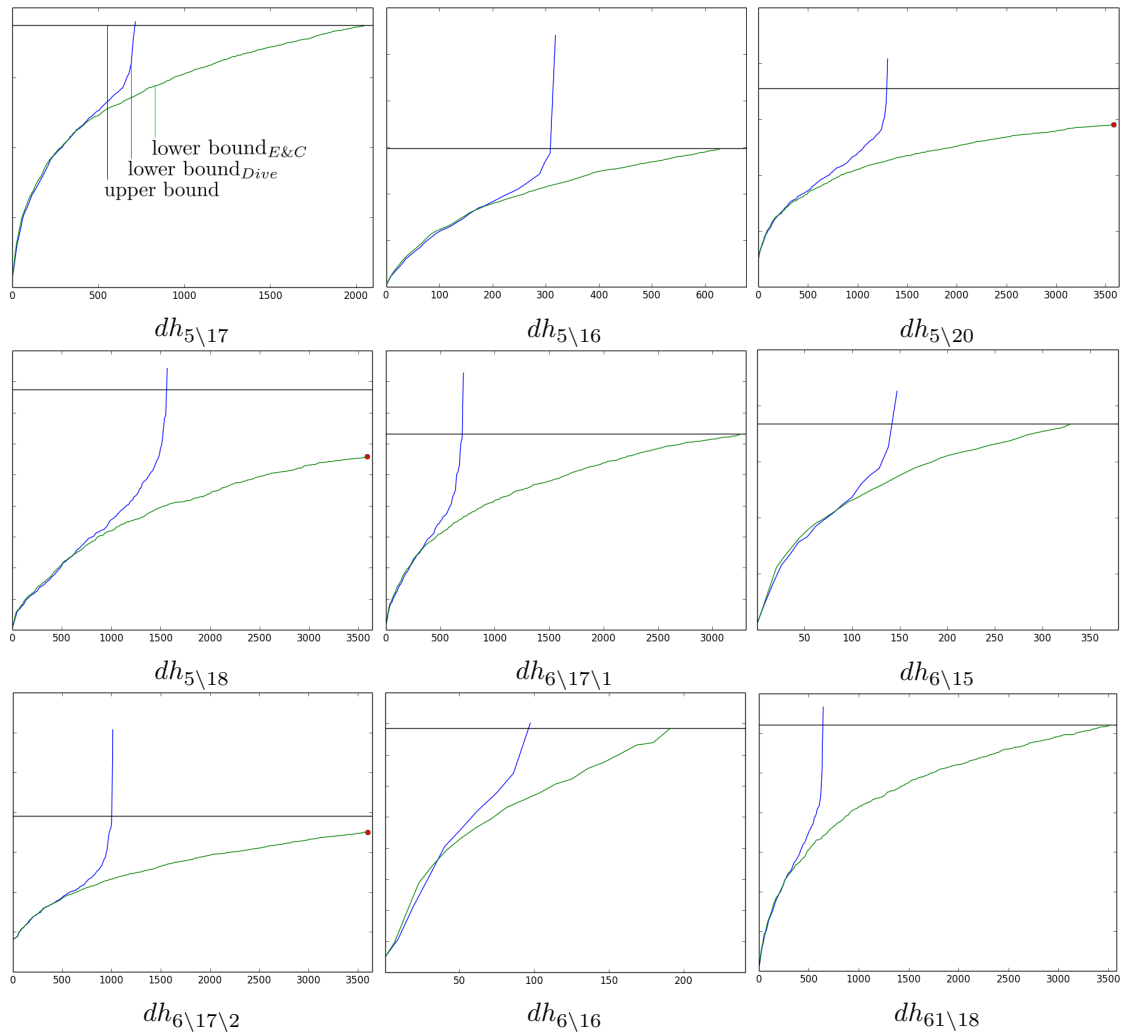 lower bound_{E&C}
lower bound_{Dive}
upper bound
0 500 1000 1500 2000
0 100 200 300 400 500 600
0 500 1000 1500 2000 2500 3000 3500
dh_{5\17}
dh_{5\16}
dh_{5\20}
0 500 1000 1500 2000 2500 3000 3500
0 500 1000 1500 2000 2500 3000
50 100 150 200 250 300 350
dh_{5\18}
dh_{6\17\1}
dh_{6\15}
0 500 1000 1500 2000 2500 3000 3500
50 100 150 200
0 500 1000 1500 2000 2500 3000 3500
dh_{6\17\2}
dh_{6\16}
dh_{61\18}